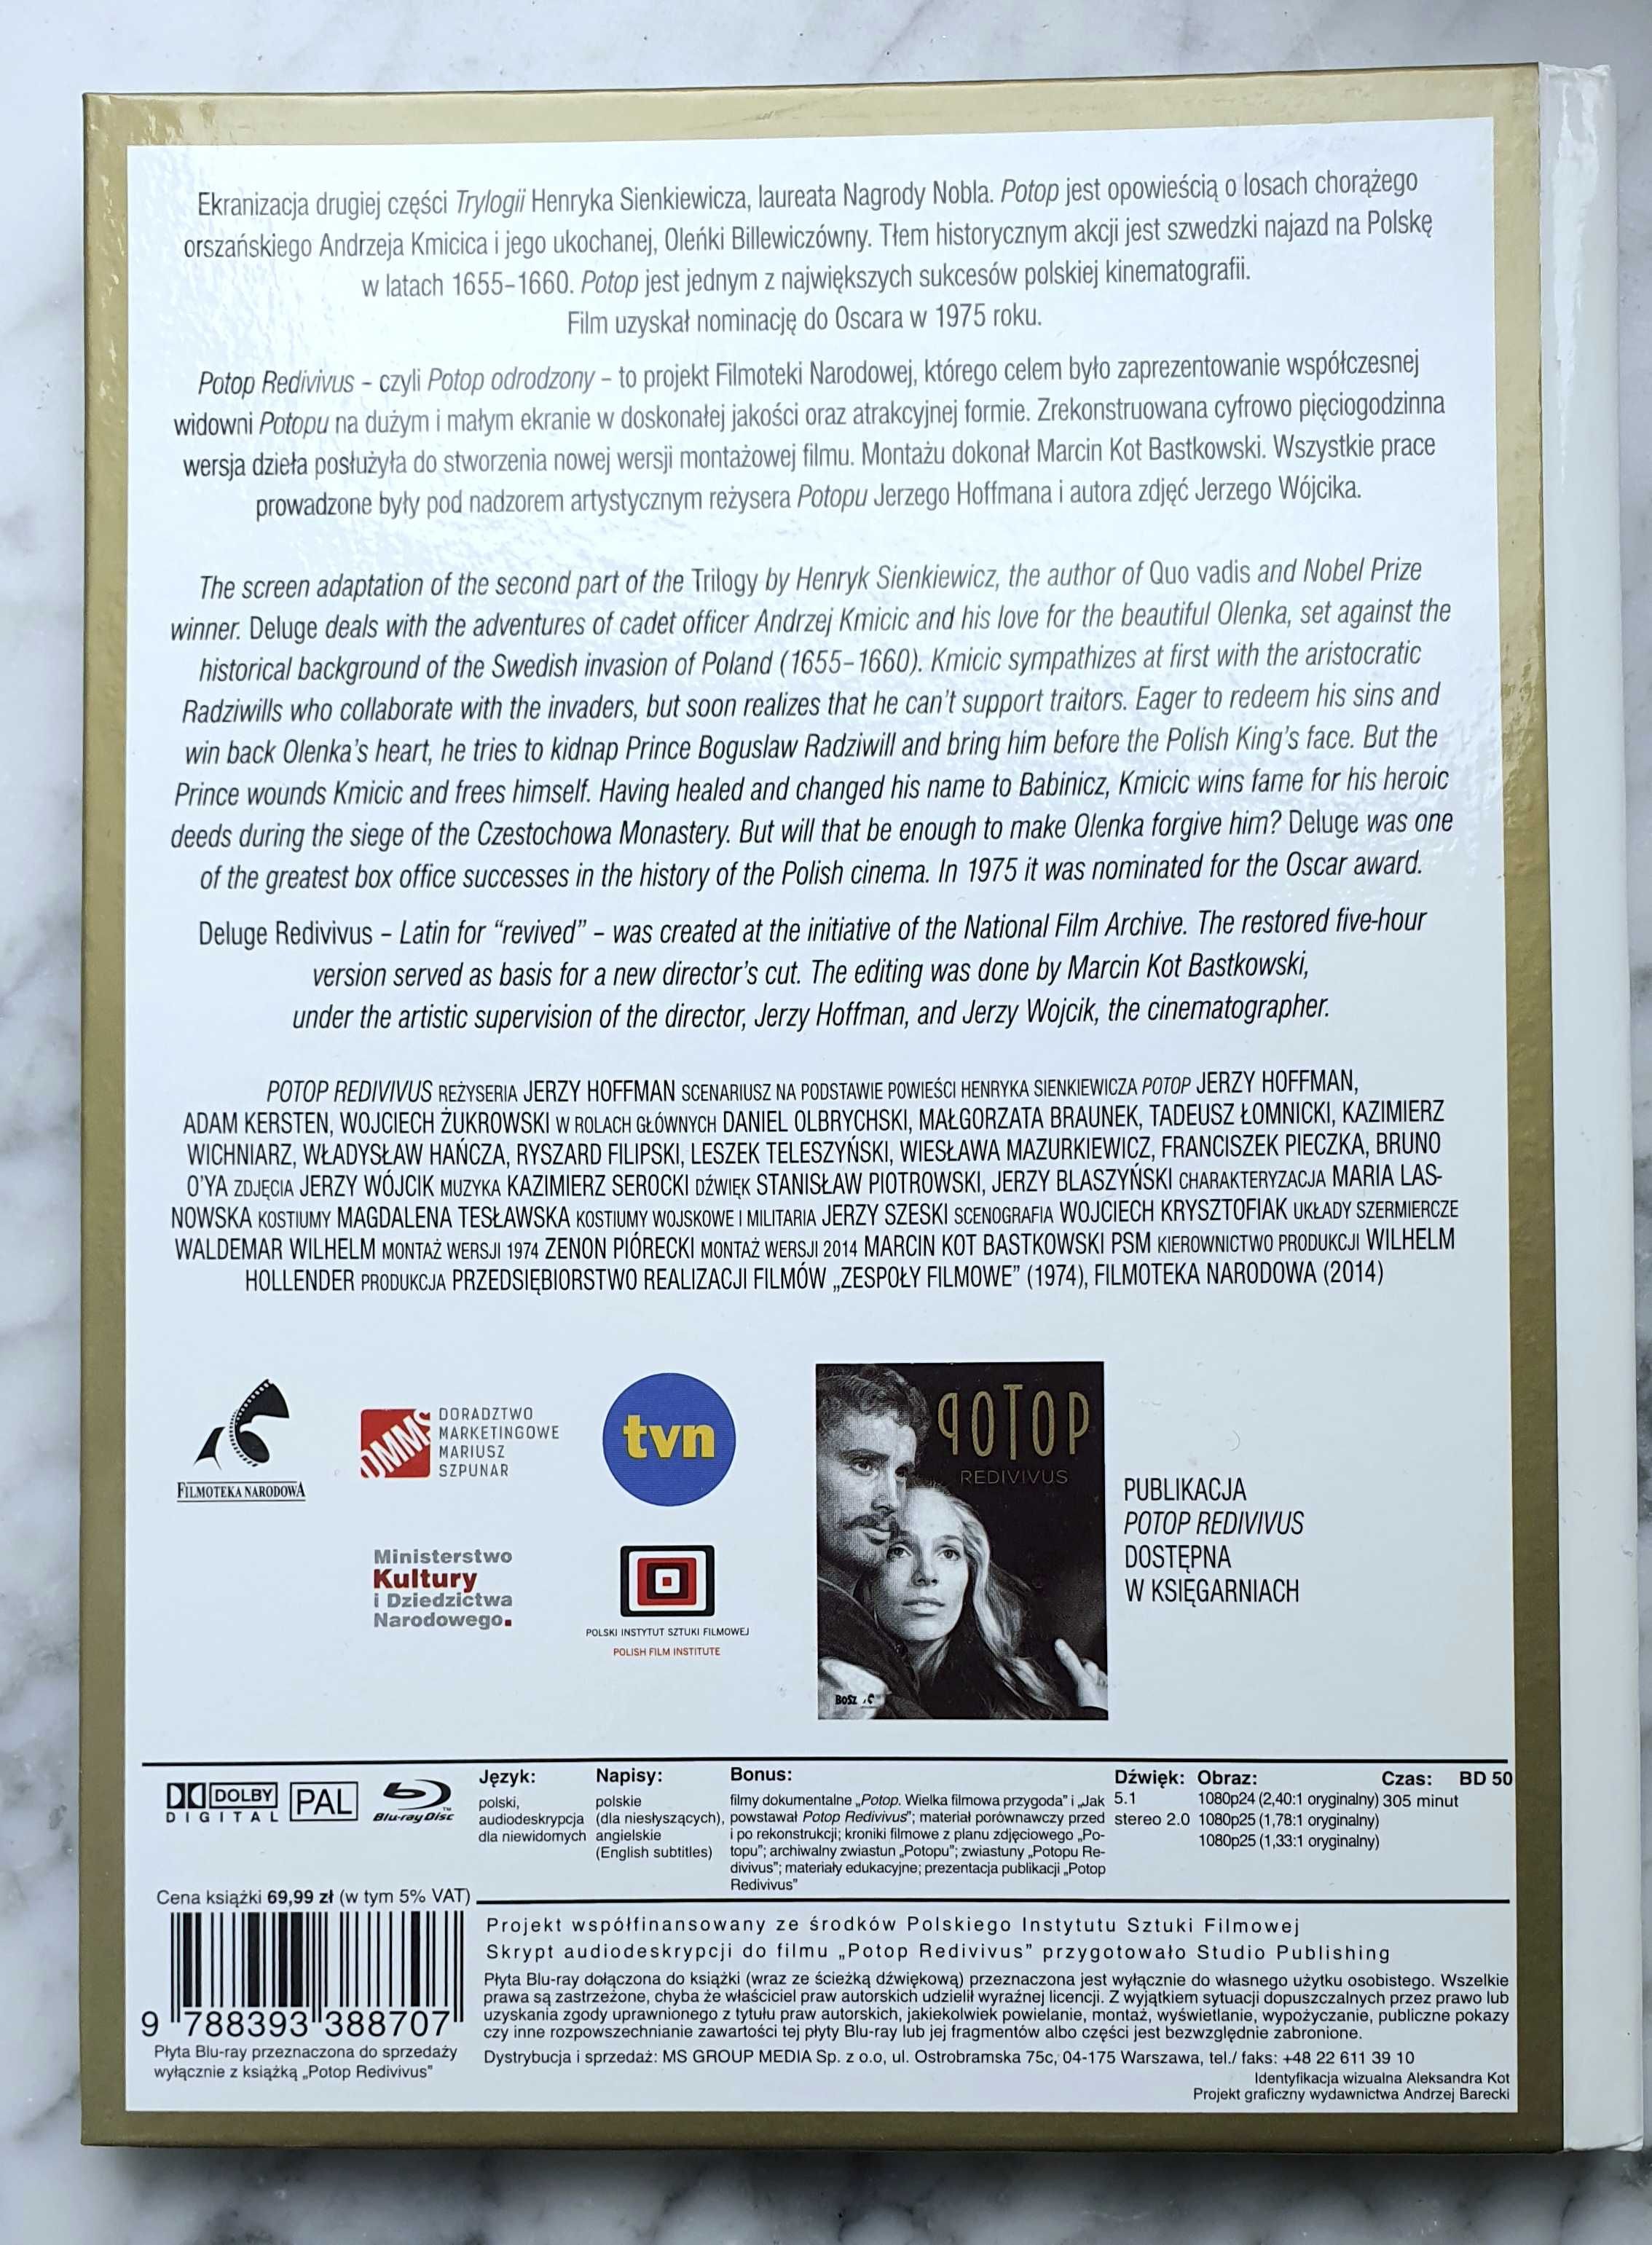 Ekranizacja drugiej części Trylogii Henryka Sienkiewicza, laureata Nagrody Nobla. Potop jest opowieścią o losach chorążego
orszańskiego Andrzeja Kmicica i jego ukochanej, Oleńki Billewiczówny. Tłem historycznym akcji jest szwedzki najazd na Polskę
w latach 1655–1660. Potop jest jednym z największych sukcesów polskiej kinematografii.
Film uzyskał nominację do Oscara w 1975 roku.
Potop Redivivus – czyli Potop odrodzony – to projekt Filmoteki Narodowej, którego celem było zaprezentowanie współczesnej
widowni Potopu na dużym i małym ekranie w doskonałej jakości oraz atrakcyjnej formie. Zrekonstruowana cyfrowo pięciogodzinna
wersja dzieła posłużyła do stworzenia nowej wersji montażowej filmu. Montażu dokonał Marcin Kot Bastkowski. Wszystkie prace
prowadzone były pod nadzorem artystycznym reżysera Potopu Jerzego Hoffmana i autora zdjęć Jerzego Wójcika.
The screen adaptation of the second part of the Trilogy by Henryk Sienkiewicz, the author of Quo vadis and Nobel Prize
winner. Deluge deals with the adventures of cadet officer Andrzej Kmicic and his love for the beautiful Olenka, set against the
historical background of the Swedish invasion of Poland (1655–1660). Kmicic sympathizes at first with the aristocratic
Radziwills who collaborate with the invaders, but soon realizes that he can't support traitors. Eager to redeem his sins and
win back Olenka's heart, he tries to kidnap Prince Boguslaw Radziwill and bring him before the Polish King's face. But the
Prince wounds Kmicic and frees himself. Having healed and changed his name to Babinicz, Kmicic wins fame for his heroic
deeds during the siege of the Czestochowa Monastery. But will that be enough to make Olenka forgive him? Deluge was one
of the greatest box office successes in the history of the Polish cinema. In 1975 it was nominated for the Oscar award.
Deluge Redivivus – Latin for “revived” – was created at the initiative of the National Film Archive. The restored five-hour
version served as basis for a new director's cut. The editing was done by Marcin Kot Bastkowski,
under the artistic supervision of the director, Jerzy Hoffman, and Jerzy Wojcik, the cinematographer.
POTOP REDIVIVUS REŻYSERIA JERZY HOFFMAN SCENARIUSZ NA PODSTAWIE POWIEŚCI HENRYKA SIENKIEWICZA POTOP JERZY HOFFMAN,
ADAM KERSTEN, WOJCIECH ŻUKROWSKI W ROLACH GŁÓWNYCH DANIEL OLBRYCHSKI, MAŁGORZATA BRAUNEK, TADEUSZ ŁOMNICKI, KAZIMIERZ
WICHNIARZ, WŁADYSŁAW HAŃCZA, RYSZARD FILIPSKI, LESZEK TELESZYŃSKI, WIESŁAWA MAZURKIEWICZ, FRANCISZEK PIECZKA, BRUNO
O'YA ZDJĘCIA JERZY WÓJCIK MUZYKA KAZIMIERZ SEROCKI DŹWIĘK STANISŁAW PIOTROWSKI, JERZY BLASZYŃSKI CHARAKTERYZACJA MARIA LAS-
NOWSKA KOSTIUMY MAGDALENA TESŁAWSKA KOSTIUMY WOJSKOWE I MILITARIA JERZY SZESKI SCENOGRAFIA WOJCIECH KRYSZTOFIAK UKŁADY SZERMIERCZE
WALDEMAR WILHELM MONTAŻ WERSJI 1974 ZENON PIÓRECKI MONTAŻ WERSJI 2014 MARCIN KOT BASTKOWSKI PSM KIEROWNICTWO PRODUKCJI WILHELM
HOLLENDER PRODUKCJA PRZEDSIĘBIORSTWO REALIZACJI FILMÓW „ZESPOŁY FILMOWE” (1974), FILMOTEKA NARODOWA (2014)
FILMOTEKA NARODOWA
DMMS
DORADZTWO
MARKETINGOWE
MARIUSZ
SZPUNAR
tvn
Ministerstwo
Kultury
i Dziedzictwa
Narodowego.
POLSKI INSTYTUT SZTUKI FILMOWEJ
POLISH FILM INSTITUTE
POTOP
REDIVIVUS
BOSZ
PUBLIKACJA
POTOP REDIVIVUS
DOSTĘPNA
W KSIĘGARNIACH
DOLBY
DIGITAL
PAL
Blu-ray Disc
Język:
polski,
audiodeskrypcja
dla niewidomych
Napisy:
polskie
(dla niesłyszących),
angielskie
(English subtitles)
Bonus:
filmy dokumentalne „Potop. Wielka filmowa przygoda” i „Jak
powstawał Potop Redivivus”; materiał porównawczy przed
i po rekonstrukcji; kroniki filmowe z planu zdjęciowego „Po-
topu”; archiwalny zwiastun „Potopu”; zwiastuny „Potopu Re-
divivus”; materiały edukacyjne; prezentacja publikacji „Potop
Redivivus”
Dźwięk:
5.1
stereo 2.0
Obraz:
1080p24 (2,40:1 oryginalny)
1080p25 (1,78:1 oryginalny)
1080p25 (1,33:1 oryginalny)
Czas:
305 minut
BD 50
Cena książki 69,99 zł (w tym 5% VAT)
9 788393 388707
Płyta Blu-ray przeznaczona do sprzedaży
wyłącznie z książką „Potop Redivivus”
Projekt współfinansowany ze środków Polskiego Instytutu Sztuki Filmowej
Skrypt audiodeskrypcji do filmu „Potop Redivivus” przygotowało Studio Publishing
Płyta Blu-ray dołączona do książki (wraz ze ścieżką dźwiękową) przeznaczona jest wyłącznie do własnego użytku osobistego. Wszelkie
prawa są zastrzeżone, chyba że właściciel praw autorskich udzielił wyraźnej licencji. Z wyjątkiem sytuacji dopuszczalnych przez prawo lub
uzyskania zgody uprawnionego z tytułu praw autorskich, jakiekolwiek powielanie, montaż, wyświetlanie, wypożyczanie, publiczne pokazy
czy inne rozpowszechnianie zawartości tej płyty Blu-ray lub jej fragmentów albo części jest bezwzględnie zabronione.
Dystrybucja i sprzedaż: MS GROUP MEDIA Sp. z o.o, ul. Ostrobramska 75c, 04-175 Warszawa, tel./ faks: +48 22 611 39 10
Identyfikacja wizualna Aleksandra Kot
Projekt graficzny wydawnictwa Andrzej Barecki